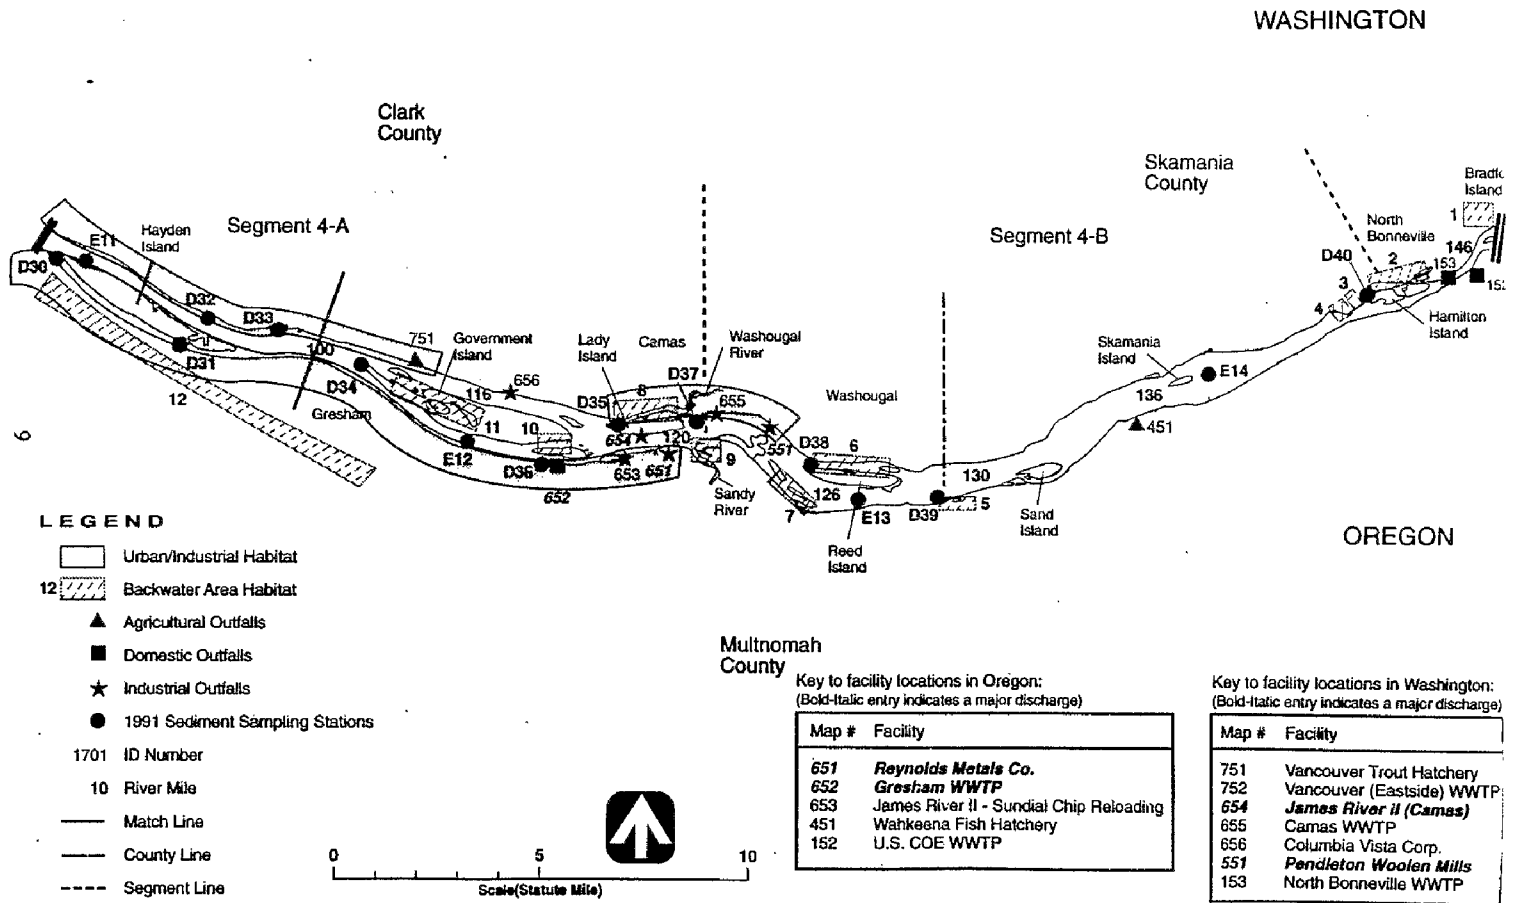 WASHINGTON
Clark
County
Skamania
County
Segment 4-A
Segment 4-B
Hayden
Island
North
Bonneville
Island
1
2
3
4
146
153
D40
Hamilton
Island
E11
D30
D32
D33
D31
100
D34
12
Gresham
751
Government
Island
656
116
11
10
E12
D36
652
Lady
Island
Camas
D35
8
D37
Washougal
River
655
654
120
653
651
9
551
Sandy
River
Washougal
D38
6
126
7
E13
Reed
Island
D39
5
130
Sand
Island
Skamania
Island
E14
136
451
OREGON
9
LEGEND
Urban/Industrial Habitat
12 Backwater Area Habitat
Agricultural Outfalls
Domestic Outfalls
Industrial Outfalls
1991 Sediment Sampling Stations
1701 ID Number
10 River Mile
Match Line
County Line
Segment Line
0 5 10
Scale(Statute Mile)
Multnomah
County
Key to facility locations in Oregon:
(Bold-Italic entry indicates a major discharge)
Map # Facility
651 Reynolds Metals Co.
652 Gresham WWTP
653 James River II - Sundial Chip Reloading
451 Wahkeena Fish Hatchery
152 U.S. COE WWTP
Key to facility locations in Washington:
(Bold-Italic entry indicates a major discharge)
Map # Facility
751 Vancouver Trout Hatchery
752 Vancouver (Eastside) WWTP
654 James River II (Camas)
655 Camas WWTP
656 Columbia Vista Corp.
551 Pendleton Woolen Mills
153 North Bonneville WWTP